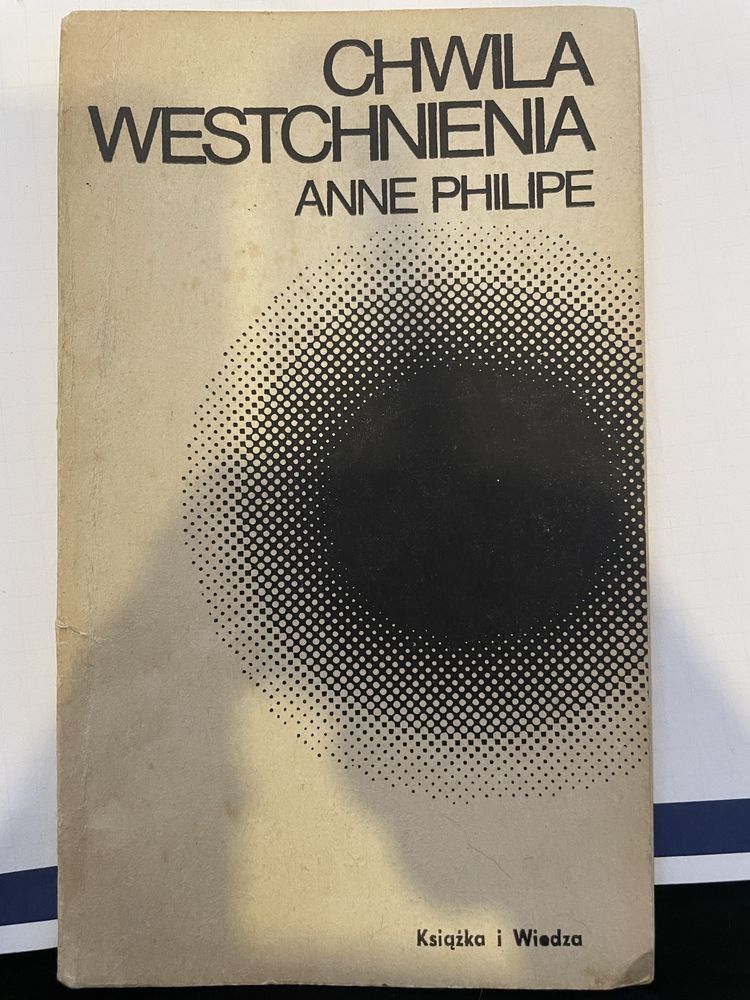 CHWILA
WESTCHNIENIA
ANNE PHILIPE
Książka i Wiedza